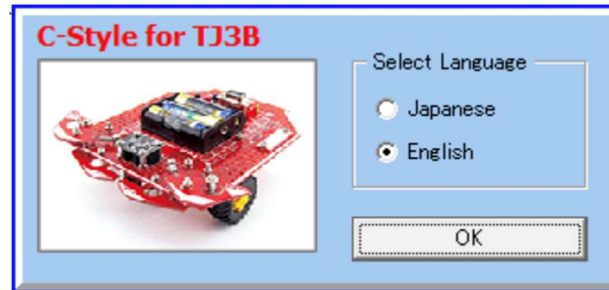 C-Style for TJ3B
Select Language
Japanese
English
OK